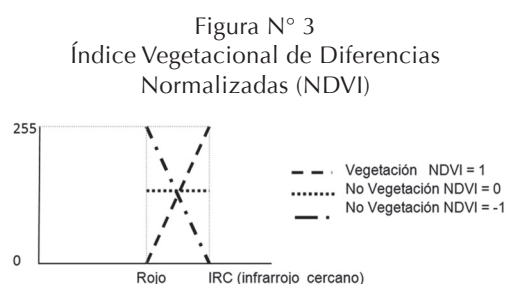 Figura N° 3
Índice Vegetacional de Diferencias
Normalizadas (NDVI)
255
Vegetación NDVI = 1
No Vegetación NDVI = 0
No Vegetación NDVI = -1
0
Rojo IRC (infrarrojo cercano)